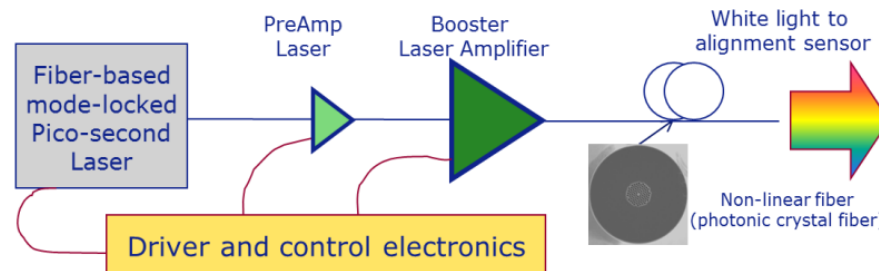 Fiber-based
mode-locked
Pico-second
Laser
PreAmp
Laser
Booster
Laser Amplifier
White light to
alignment sensor
Non-linear fiber
(photonic crystal fiber)
Driver and control electronics